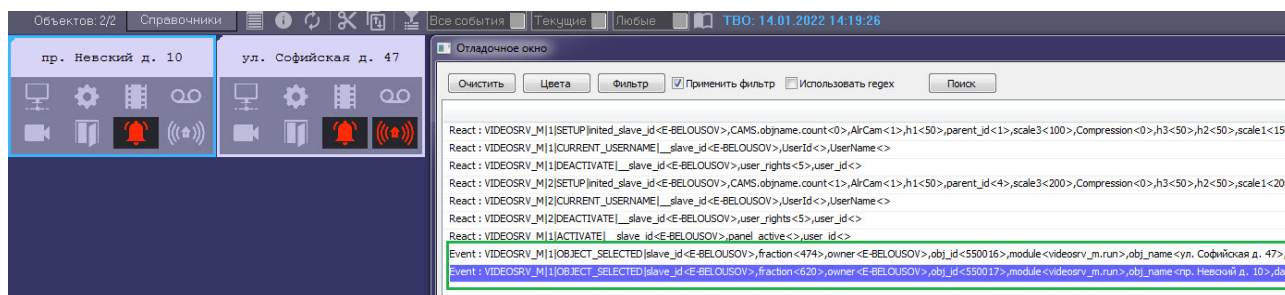 Объектов: 2/2 Справочники Все события Текущие Любые ТВО: 14.01.2022 14:19:26
пр. Невский д. 10 ул. Софийская д. 47
Отладочное окно
Очистить Цвета Фильтр Применить фильтр Использовать regex Поиск
React : VIDEOSRV_M|1|SETUP|inited_slave_id<E-BELOUSOV>,CAMS.objname.count<0>,AlrCam<1>,h1<50>,parent_id<1>,scale3<100>,Compression<0>,h3<50>,h2<50>,scale1<15
React : VIDEOSRV_M|1|CURRENT_USERNAME|__slave_id<E-BELOUSOV>,UserId<>,UserName<>
React : VIDEOSRV_M|1|DEACTIVATE|__slave_id<E-BELOUSOV>,user_rights<5>,user_id<>
React : VIDEOSRV_M|2|SETUP|inited_slave_id<E-BELOUSOV>,CAMS.objname.count<1>,AlrCam<1>,h1<50>,parent_id<4>,scale3<200>,Compression<0>,h3<50>,h2<50>,scale1<20
React : VIDEOSRV_M|2|CURRENT_USERNAME|__slave_id<E-BELOUSOV>,UserId<>,UserName<>
React : VIDEOSRV_M|2|DEACTIVATE|__slave_id<E-BELOUSOV>,user_rights<5>,user_id<>
React : VIDEOSRV_M|1|ACTIVATE|__slave_id<E-BELOUSOV>,panel_active<>,user_id<>
Event : VIDEOSRV_M|1|OBJECT_SELECTED|slave_id<E-BELOUSOV>,fraction<474>,owner<E-BELOUSOV>,obj_id<550016>,module<videosrv_m.run>,obj_name<ул. Софийская д. 47>,
Event : VIDEOSRV_M|1|OBJECT_SELECTED|slave_id<E-BELOUSOV>,fraction<620>,owner<E-BELOUSOV>,obj_id<550017>,module<videosrv_m.run>,obj_name<пр. Невский д. 10>,da